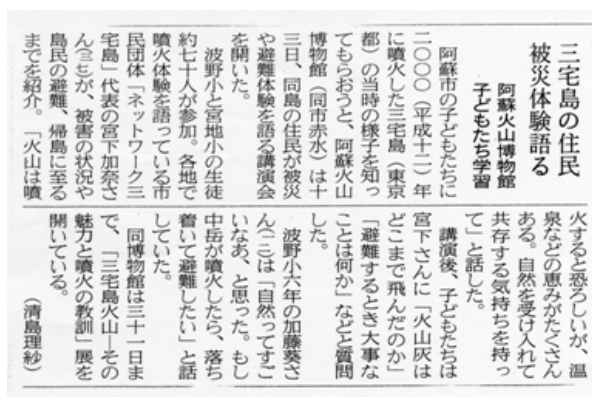 三宅島の住民
被災体験語る
阿蘇火山博物館
子どもたち学習
阿蘇市の子どもたちに
二〇〇〇（平成十二）年
に噴火した三宅島（東京
都）の当時の様子を知っ
てもらおうと、阿蘇火山
博物館（同市赤水）は十
三日、同島の住民が被災
や避難体験を語る講演会
を開いた。
波野小と宮地小の生徒
約七十人が参加。各地で
噴火体験を語っている市
民団体「ネットワーク三
宅島」代表の宮下加奈さ
ん が、被害の状況や
島民の避難、帰島に至る
までを紹介。「火山は噴
火すると恐ろしいが、温
泉などの恵みがたくさん
ある。自然を受け入れて
共存する気持ちを持っ
て」と話した。
講演後、子どもたちは
宮下さんに「火山灰は
どこまで飛んだのか」
「避難するとき大事な
ことは何か」などと質問
した。
波野小六年の加藤葵さ
ん は「自然ってすご
いなあ、と思った。もし
中岳が噴火したら、落ち
着いて避難したい」と話
していた。
同博物館は三十一日ま
で、「三宅島火山―その
魅力と噴火の教訓」展を
開いている。
（清島理紗）